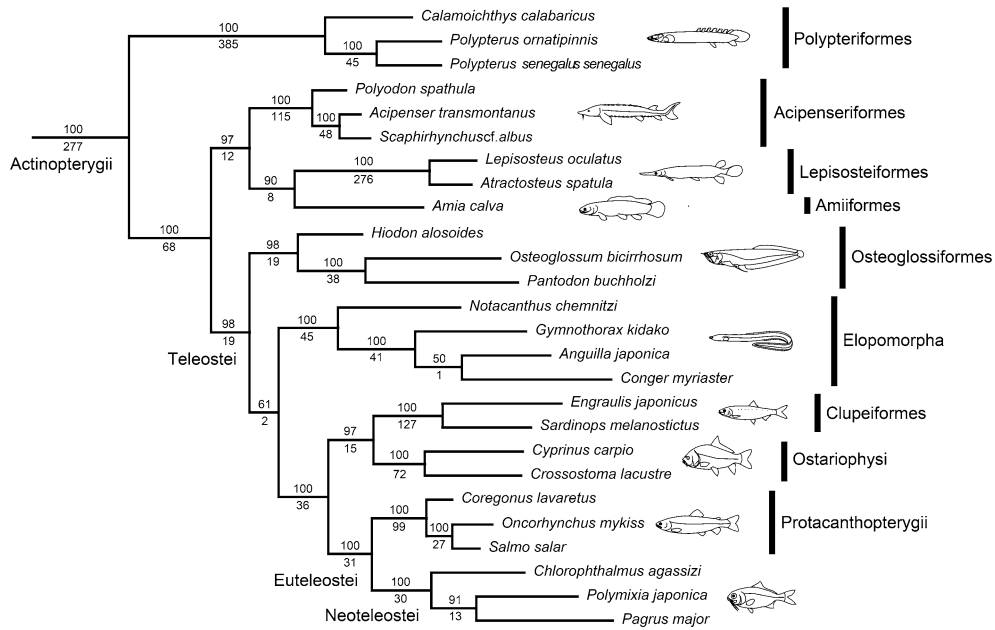 Calamoichthys calabaricus
100
385
Polypterus ornatipinnis
Polypteriformes
100
45
Polypterus senegalus senegalus
Polyodon spathula
100
115
Acipenser transmontanus
Acipenseriformes
100
48
Scaphirhynchuscf.albus
100
277
Actinopterygii
97
12
Lepisosteus oculatus
100
276
Lepisosteiformes
Atractosteus spatula
90
8
Amia calva
Amiiformes
100
68
Hiodon alosoides
98
19
Osteoglossum bicirrhosum
Osteoglossiformes
100
38
Pantodon buchholzi
Notacanthus chemnitzi
98
19
Teleostei
100
45
Gymnothorax kidako
Elopomorpha
100
41
Anguilla japonica
50
1
Conger myriaster
61
2
Engraulis japonicus
Clupeiformes
100
127
Sardinops melanostictus
97
15
Cyprinus carpio
Ostariophysi
100
72
Crossostoma lacustre
100
36
Coregonus lavaretus
100
99
Oncorhynchus mykiss
Protacanthopterygii
100
27
Salmo salar
100
31
Euteleostei
Chlorophthalmus agassizi
100
30
Neoteleostei
Polymixia japonica
91
13
Pagrus major